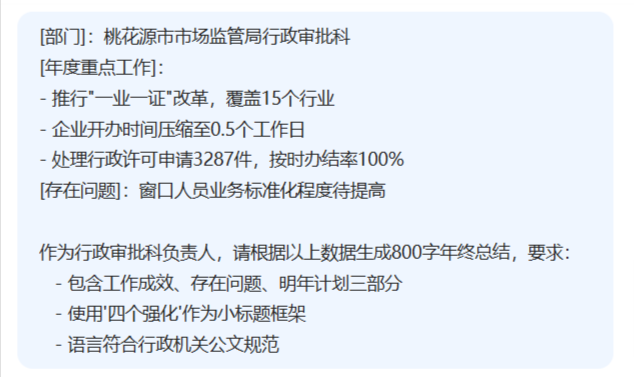 [部门]：桃花源市市场监管局行政审批科
[年度重点工作]：
- 推行"一业一证"改革，覆盖15个行业
- 企业开办时间压缩至0.5个工作日
- 处理行政许可申请3287件，按时办结率100%
[存在问题]：窗口人员业务标准化程度待提高
作为行政审批科负责人，请根据以上数据生成800字年终总结，要求：
- 包含工作成效、存在问题、明年计划三部分
- 使用'四个强化'作为小标题框架
- 语言符合行政机关公文规范